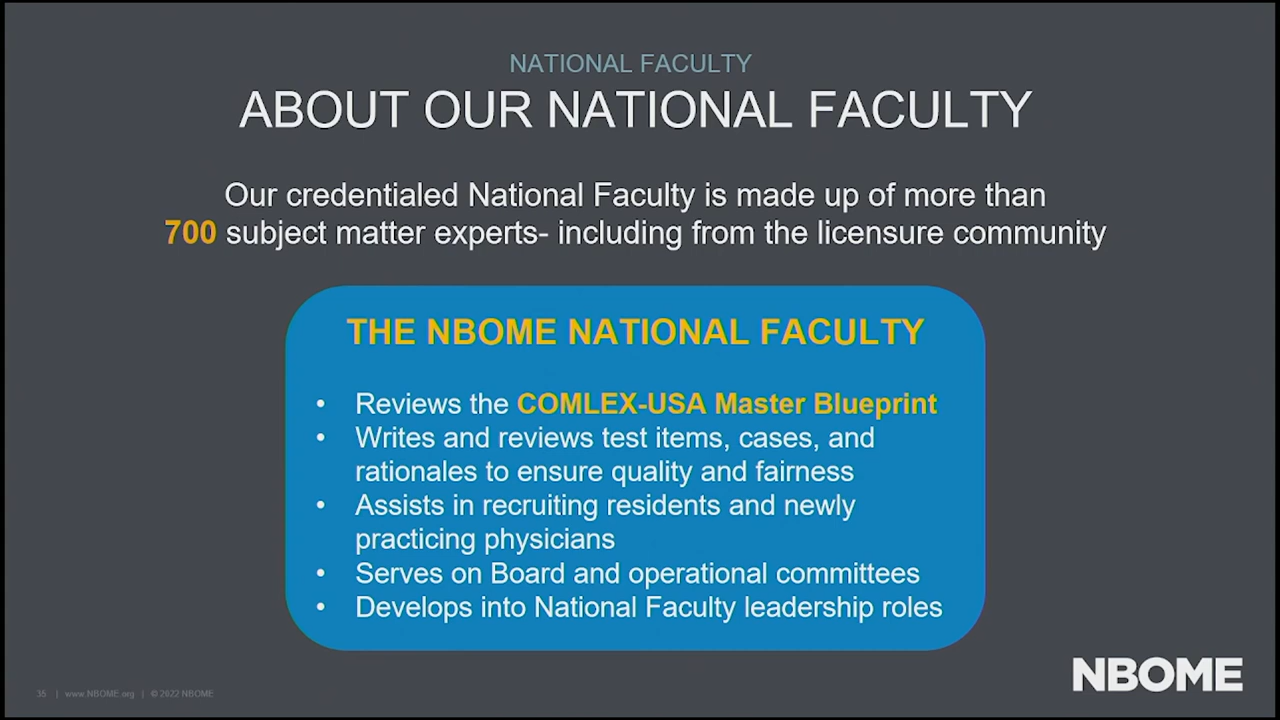 NATIONAL FACULTY
ABOUT OUR NATIONAL FACULTY
Our credentialed National Faculty is made up of more than
700 subject matter experts- including from the licensure community
THE NBOME NATIONAL FACULTY
• Reviews the COMLEX-USA Master Blueprint
• Writes and reviews test items, cases, and
rationales to ensure quality and fairness
• Assists in recruiting residents and newly
practicing physicians
• Serves on Board and operational committees
• Develops into National Faculty leadership roles
35 | www.NBOME.org | © 2022 NBOME
NBOME